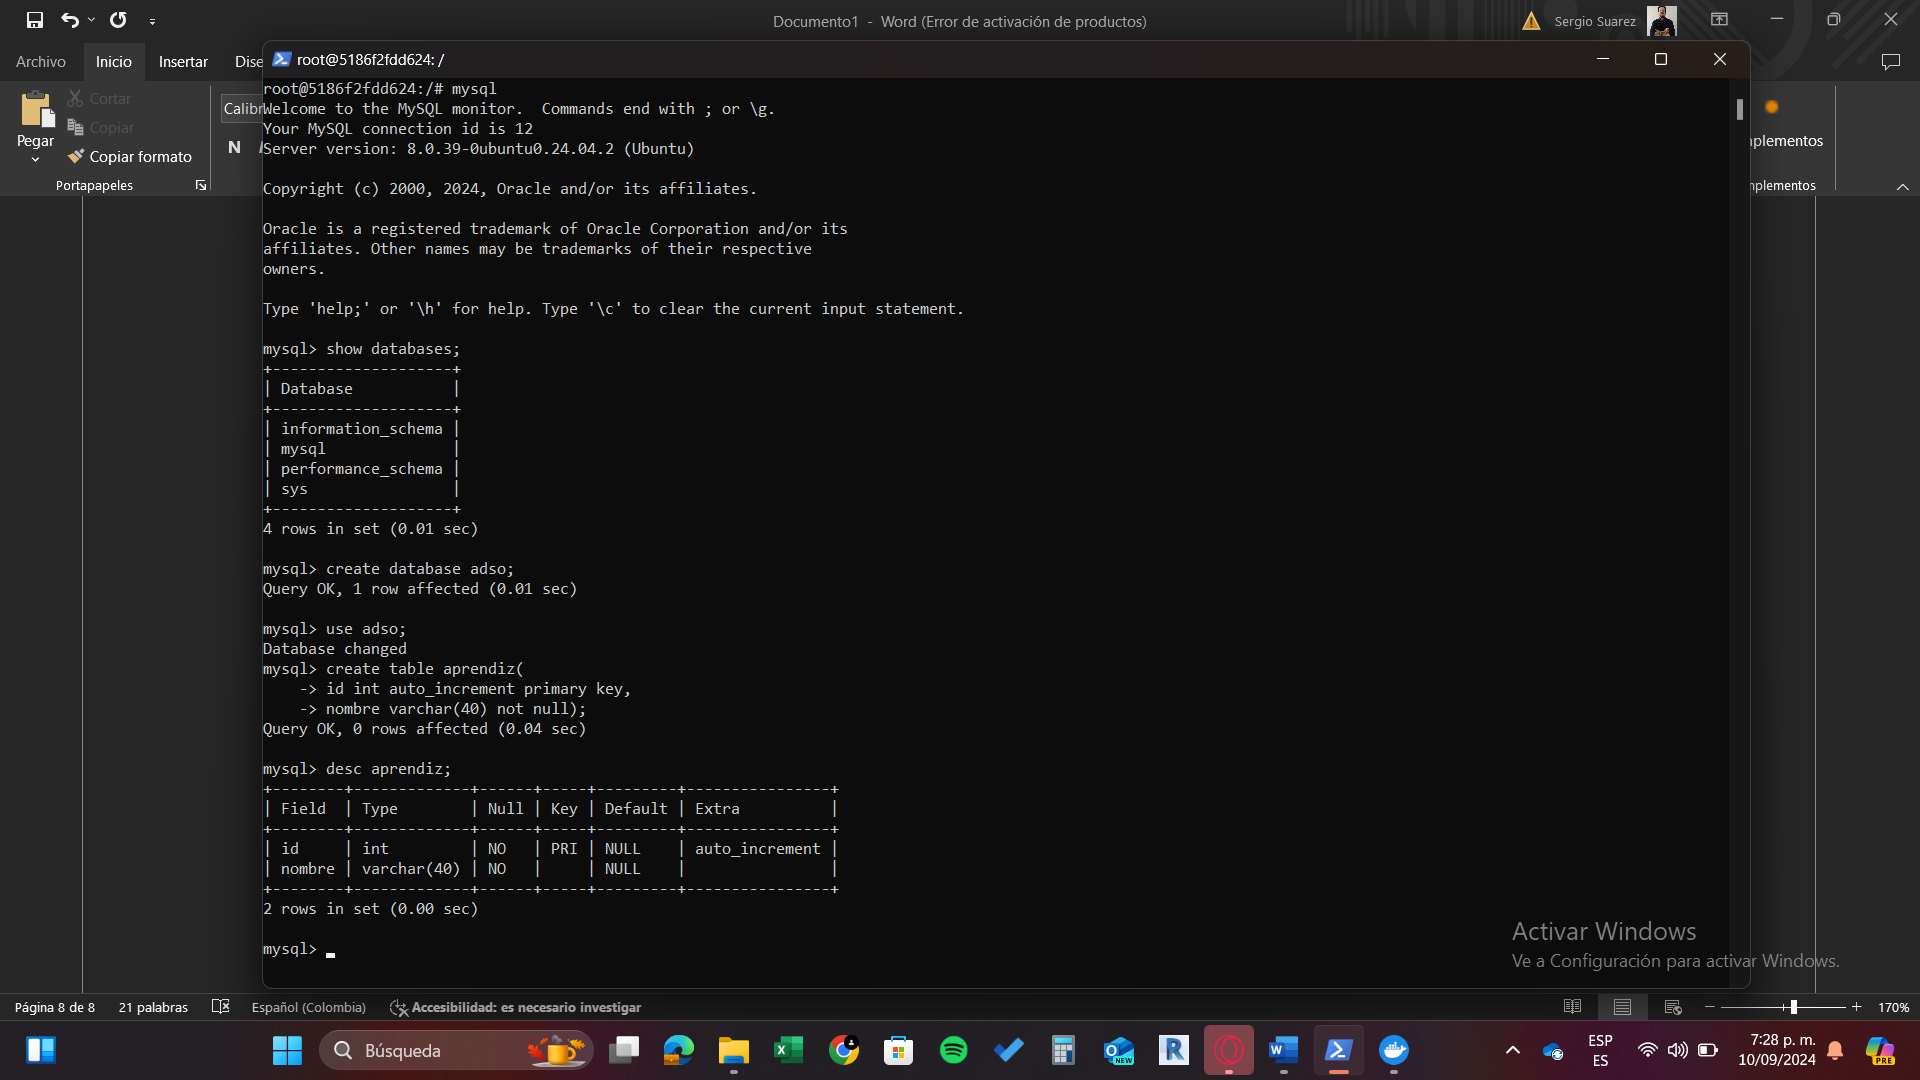 Documento1 - Word (Error de activación de productos)
Sergio Suarez
Archivo
Inicio
Insertar
Dise
root@5186f2fdd624: /
Cortar
Copiar
Pegar
Copiar formato
Portapapeles
Calibr
N
mplementos
mplementos
root@5186f2fdd624:/# mysql
Welcome to the MySQL monitor.  Commands end with ; or \g.
Your MySQL connection id is 12
Server version: 8.0.39-0ubuntu0.24.04.2 (Ubuntu)
Copyright (c) 2000, 2024, Oracle and/or its affiliates.
Oracle is a registered trademark of Oracle Corporation and/or its
affiliates. Other names may be trademarks of their respective
owners.
Type 'help;' or '\h' for help. Type '\c' to clear the current input statement.
mysql> show databases;
+--------------------+
| Database           |
+--------------------+
| information_schema |
| mysql              |
| performance_schema |
| sys                |
+--------------------+
4 rows in set (0.01 sec)
mysql> create database adso;
Query OK, 1 row affected (0.01 sec)
mysql> use adso;
Database changed
mysql> create table aprendiz(
    -> id int auto_increment primary key,
    -> nombre varchar(40) not null);
Query OK, 0 rows affected (0.04 sec)
mysql> desc aprendiz;
+--------+-------------+------+-----+---------+----------------+
| Field  | Type        | Null | Key | Default | Extra          |
+--------+-------------+------+-----+---------+----------------+
| id     | int         | NO   | PRI | NULL    | auto_increment |
| nombre | varchar(40) | NO   |     | NULL    |                |
+--------+-------------+------+-----+---------+----------------+
2 rows in set (0.00 sec)
mysql>
Activar Windows
Ve a Configuración para activar Windows.
Página 8 de 8
21 palabras
Español (Colombia)
Accesibilidad: es necesario investigar
170%
Búsqueda
NEW
ESP
ES
7:28 p. m.
10/09/2024
PRE